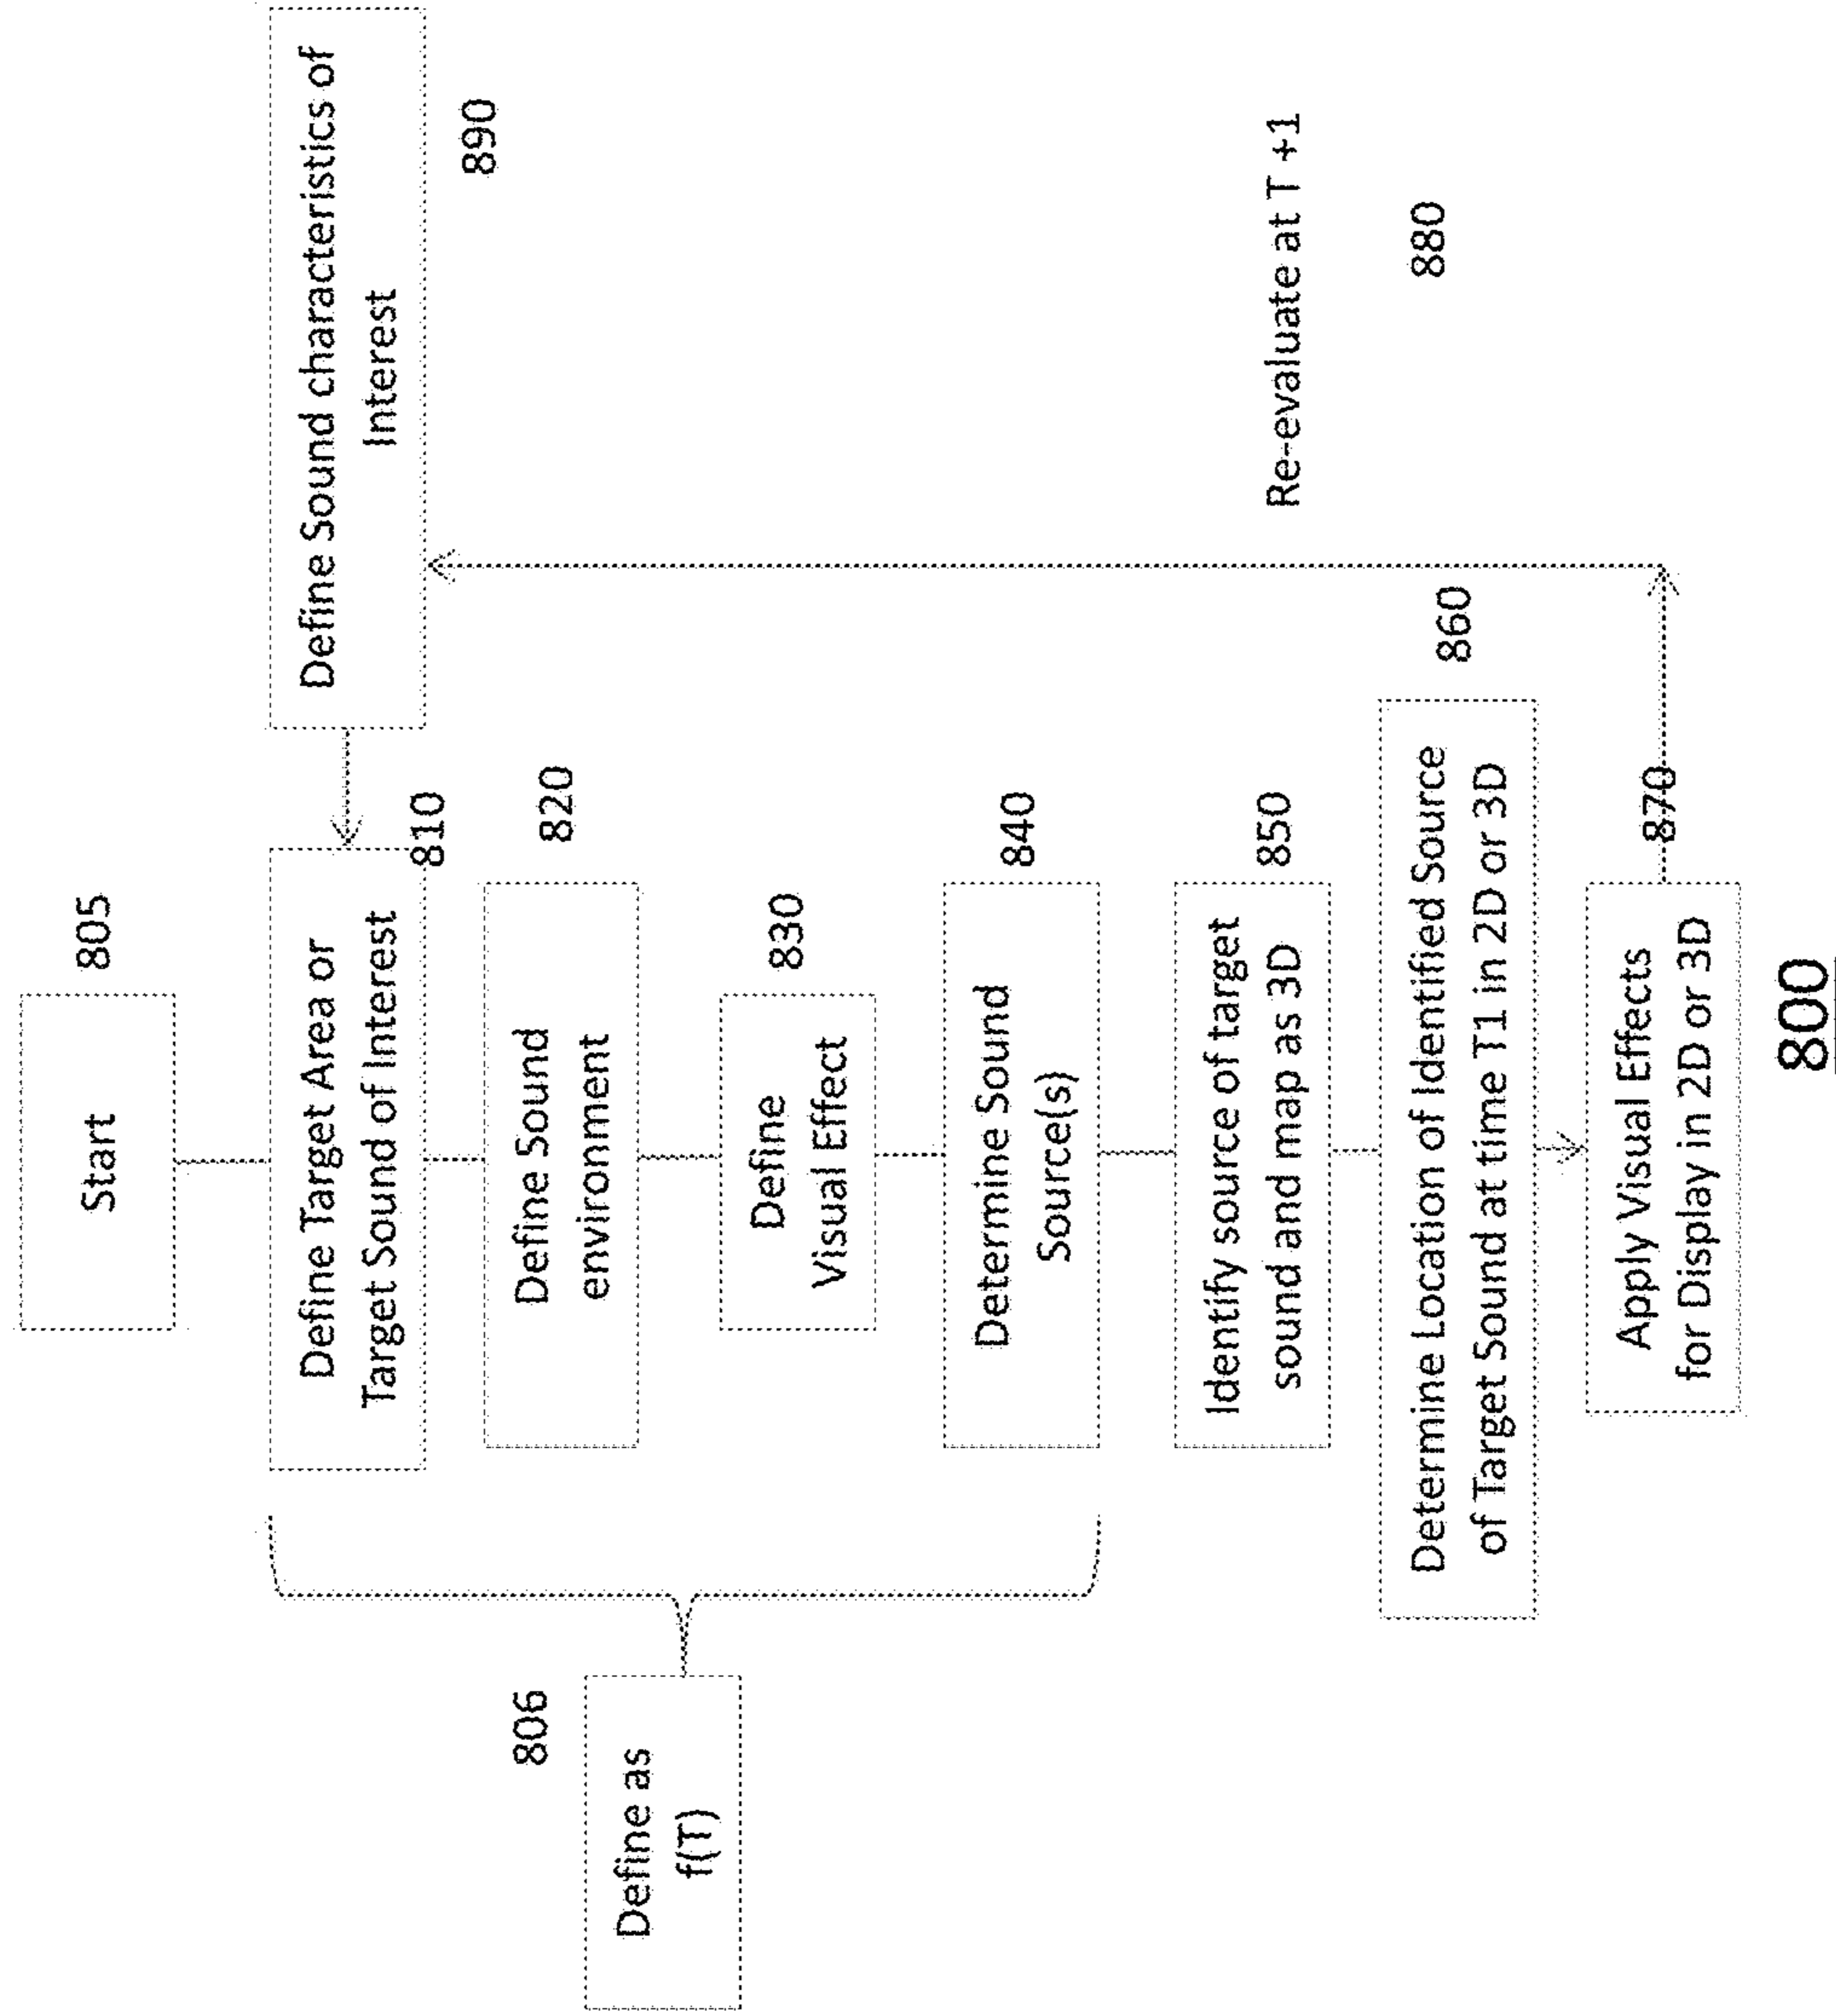 Start
805
Define Target Area or
Target Sound of Interest
810
Define Sound characteristics of
Interest
890
Define Sound
environment
820
Define as
f(T)
806
Define
Visual Effect
830
Determine Sound
Source(s)
840
Identify source of target
sound and map as 3D
850
Re-evaluate at T +1
880
Determine Location of Identified Source
of Target Sound at time T1 in 2D or 3D
860
Apply Visual Effects
for Display in 2D or 3D
870
800